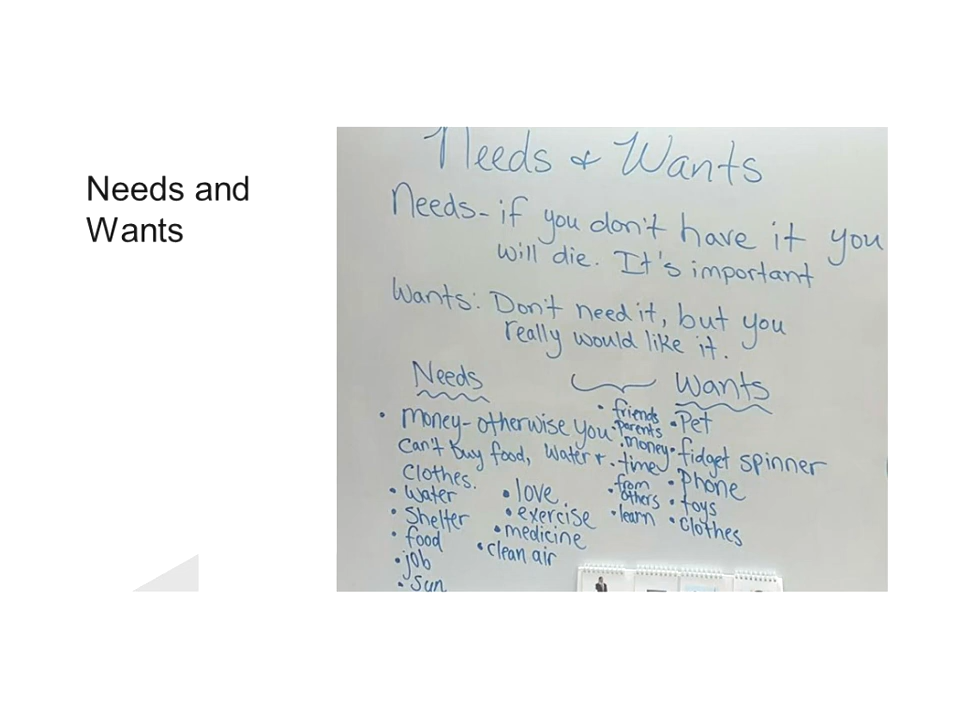 Needs and
Wants
Needs & Wants
Needs - if you don't have it you
will die. It's important
Wants: Don't need it, but you
really would like it.
Needs
• money - otherwise you
can't buy food, water &
clothes.
• water
• Shelter
• food
• job
• Sun
• love
• exercise
• medicine
• clean air
• friends
• parents
• money
• time
from
• others
• learn
Wants
• Pet
• fidget spinner
• Phone
• toys
• clothes